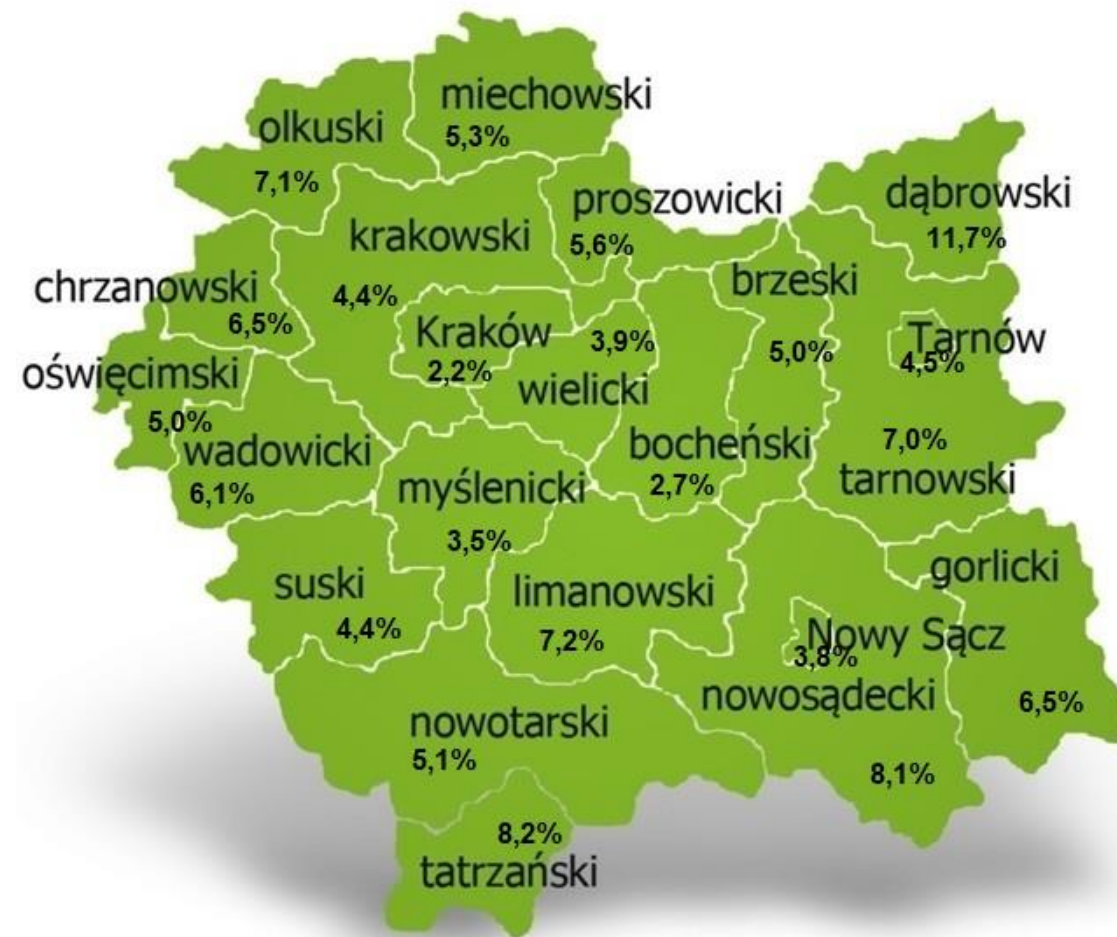 miechowski
5,3%
olkuski
7,1%
proszowicki
5,6%
dąbrowski
11,7%
krakowski
4,4%
chrzanowski
6,5%
brzeski
5,0%
Kraków
2,2%
3,9%
wielicki
Tarnów
4,5%
oświęcimski
5,0%
wadowicki
6,1%
bocheński
2,7%
7,0%
tarnowski
myślenicki
3,5%
gorlicki
6,5%
suski
4,4%
limanowski
7,2%
Nowy Sącz
3,8%
nowosądecki
8,1%
nowotarski
5,1%
8,2%
tatrzański